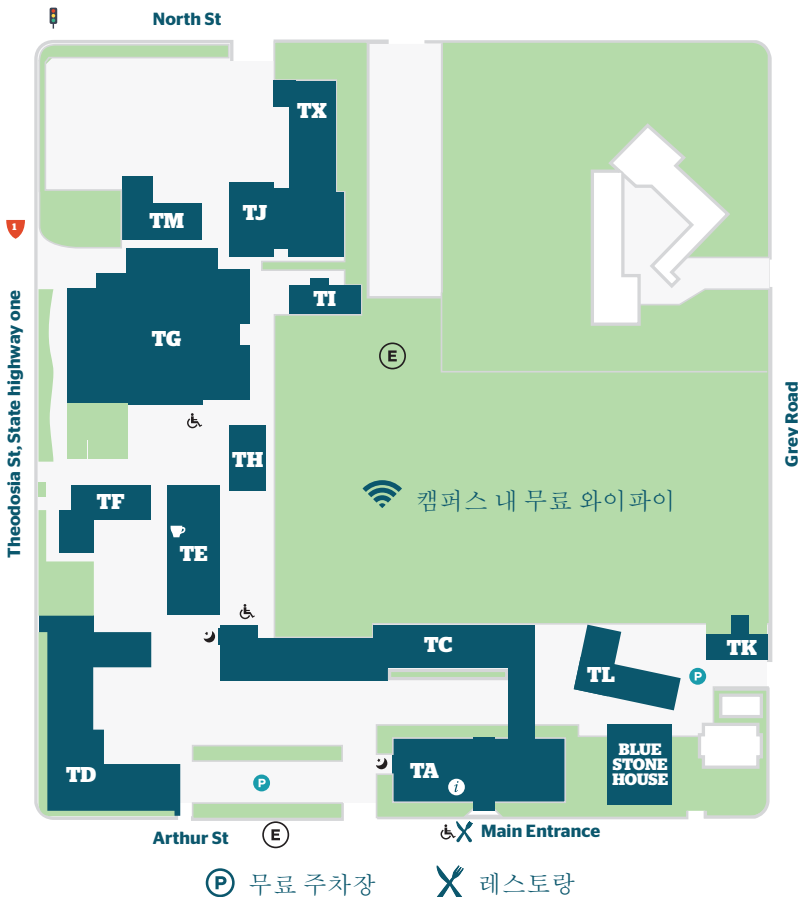 North St
TX
TM
TJ
1
TI
TG
E
Theodosia St, State highway one
Grey Road
TH
캠퍼스 내 무료 와이파이
TF
TE
TC
TK
TL
P
BLUE
STONE
HOUSE
TA
TD
i
P
Arthur St
E
Main Entrance
P 무료 주차장
레스토랑